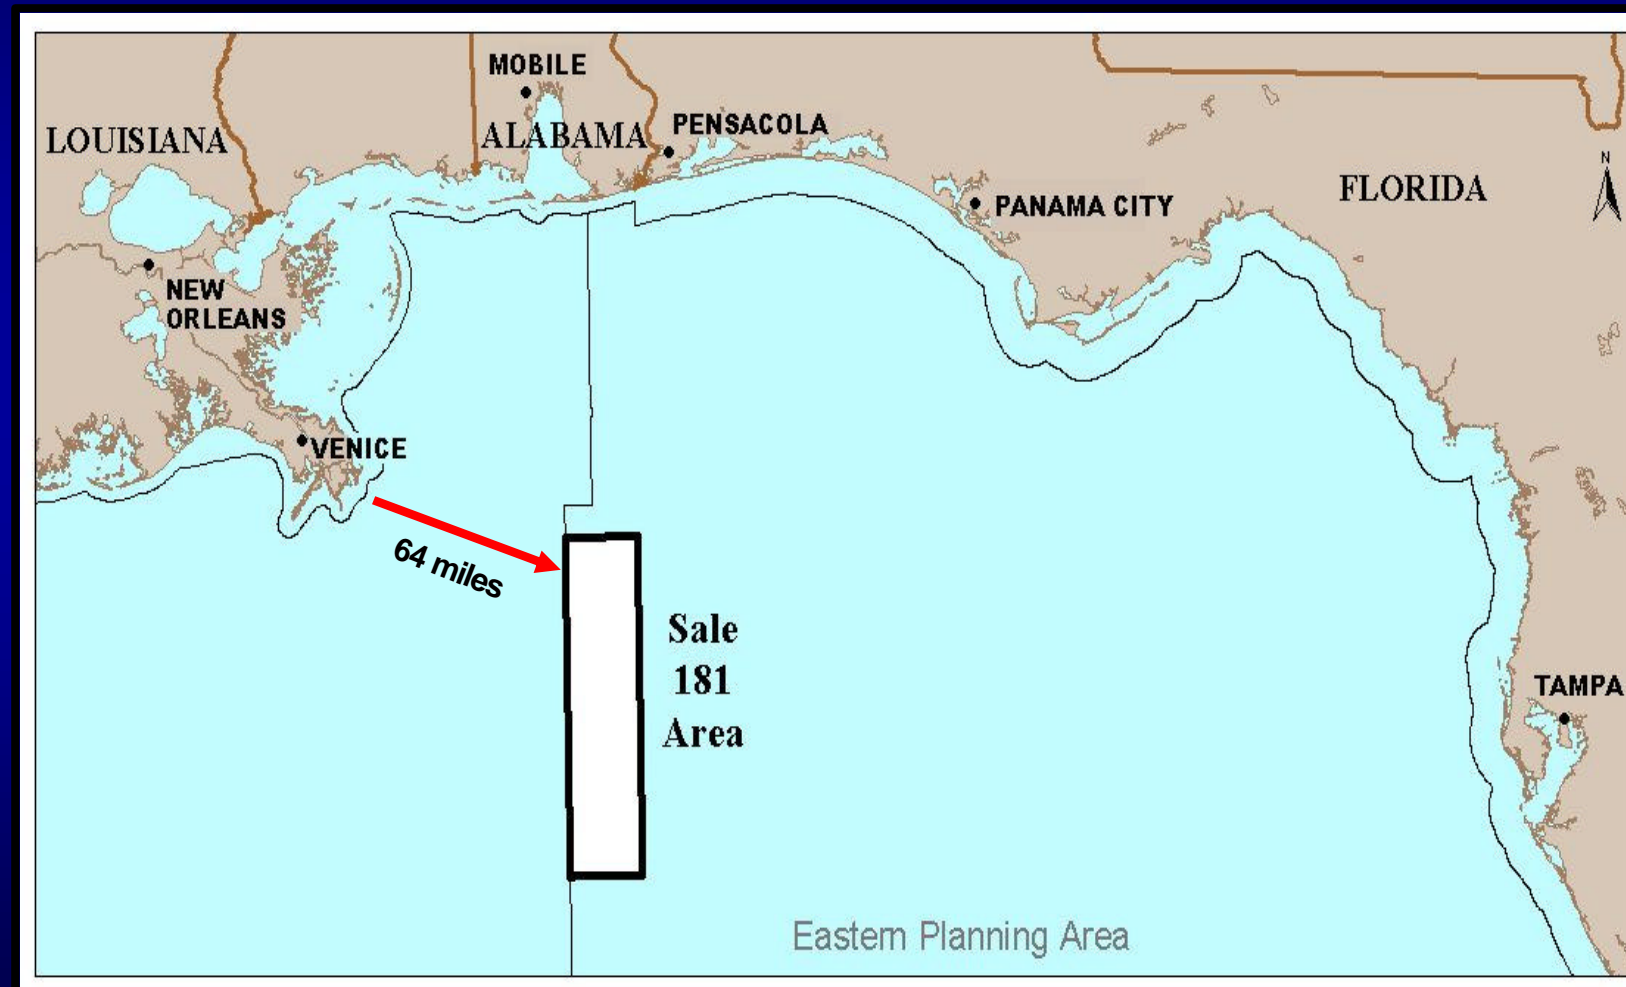 MOBILE
LOUISIANA
ALABAMA
PENSACOLA
N
FLORIDA
PANAMA CITY
NEW
ORLEANS
VENICE
64 miles
Sale
181
Area
TAMPA
Eastern Planning Area